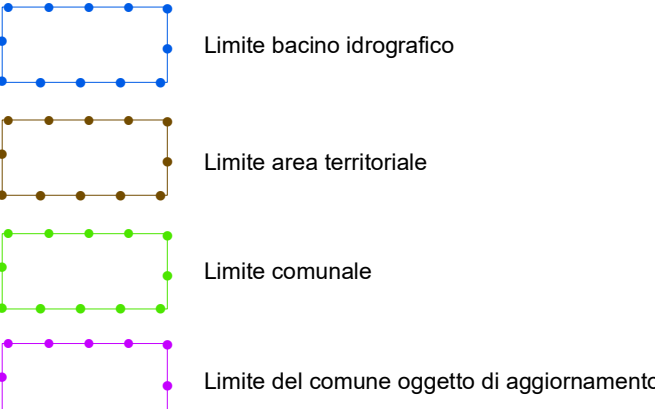 Limite bacino idrografico
Limite area territoriale
Limite comunale
Limite del comune oggetto di aggiornamento